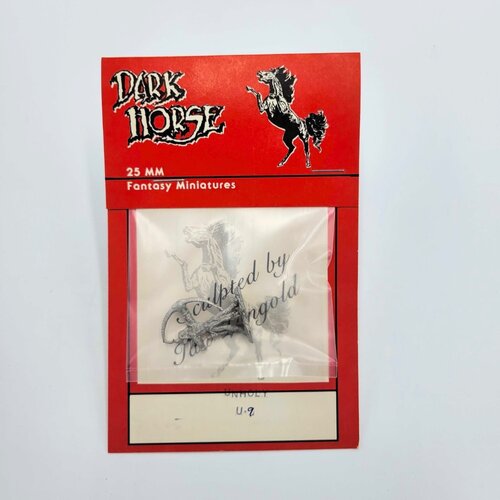 DARK
HORSE
25 MM
Fantasy Miniatures
Sculpted by
UNHOLY
U-9